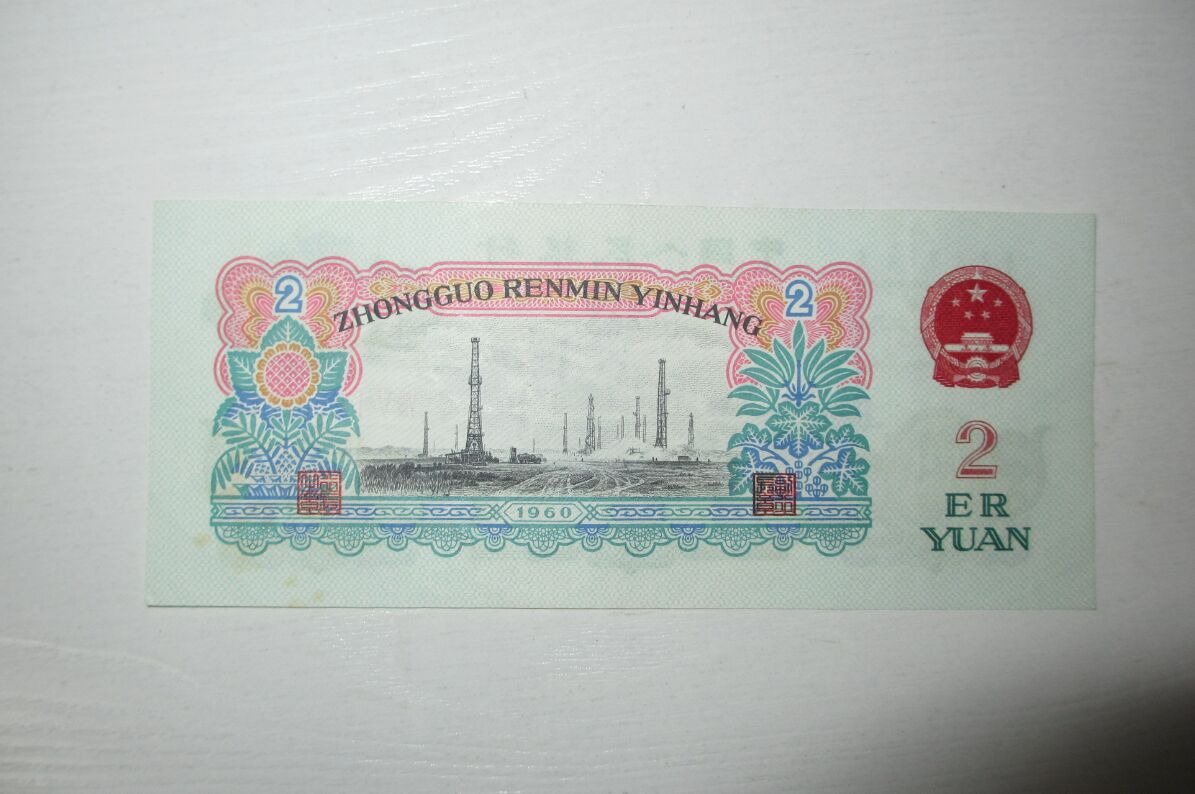 ZHONGGUO RENMIN YINHANG
2
2
1960
2
ER
YUAN